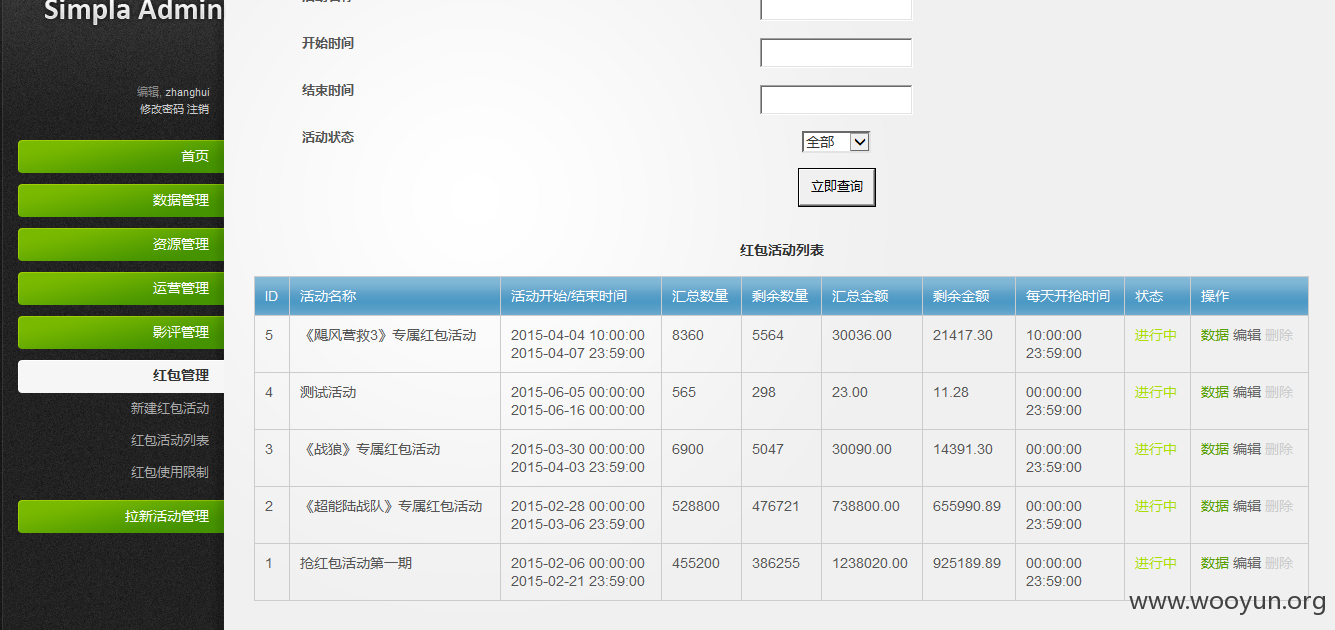 Simpla Admin
编辑, zhanghui
修改密码 注销
首页
数据管理
资源管理
运营管理
影评管理
红包管理
新建红包活动
红包活动列表
红包使用限制
拉新活动管理
开始时间
结束时间
活动状态 全部
立即查询
红包活动列表
ID 活动名称 活动开始/结束时间 汇总数量 剩余数量 汇总金额 剩余金额 每天开抢时间 状态 操作
5 《飓风营救3》专属红包活动 2015-04-04 10:00:00 8360 5564 30036.00 21417.30 10:00:00 进行中 数据 编辑 删除
2015-04-07 23:59:00 23:59:00
4 测试活动 2015-06-05 00:00:00 565 298 23.00 11.28 00:00:00 进行中 数据 编辑 删除
2015-06-16 00:00:00 23:59:00
3 《战狼》专属红包活动 2015-03-30 00:00:00 6900 5047 30090.00 14391.30 00:00:00 进行中 数据 编辑 删除
2015-04-03 23:59:00 23:59:00
2 《超能陆战队》专属红包活动 2015-02-28 00:00:00 528800 476721 738800.00 655990.89 00:00:00 进行中 数据 编辑 删除
2015-03-06 23:59:00 23:59:00
1 抢红包活动第一期 2015-02-06 00:00:00 455200 386255 1238020.00 925189.89 00:00:00 进行中 数据 编辑 删除
2015-02-21 23:59:00 23:59:00
www.wooyun.org